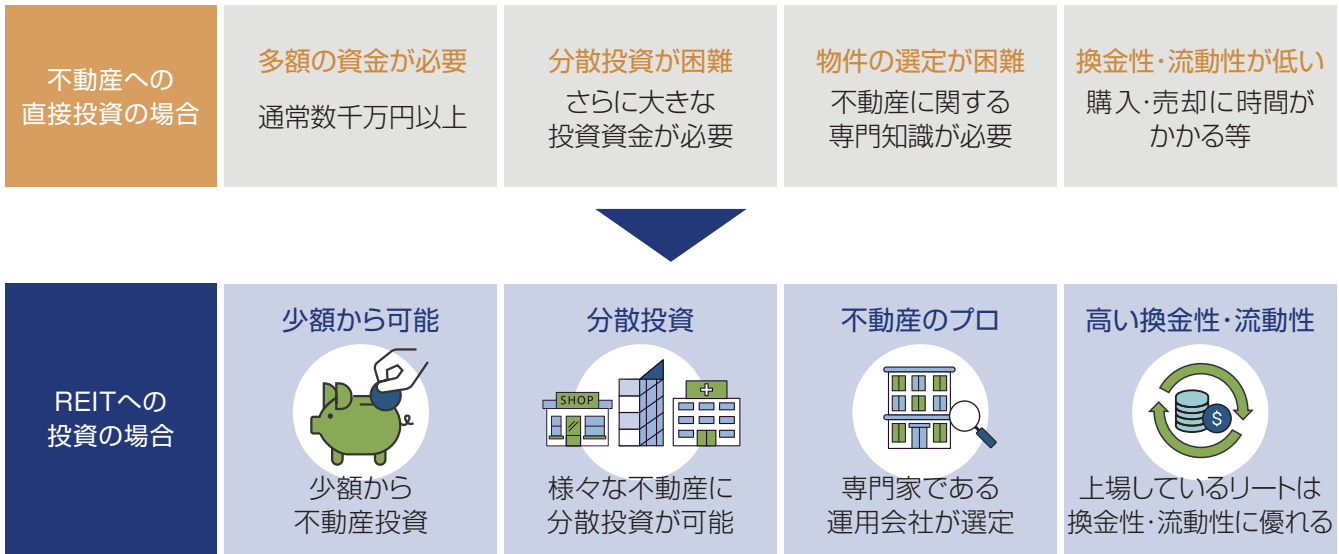 不動産への
直接投資の場合
多額の資金が必要
通常数千万円以上
分散投資が困難
さらに大きな
投資資金が必要
物件の選定が困難
不動産に関する
専門知識が必要
換金性・流動性が低い
購入・売却に時間が
かかる等
REITへの
投資の場合
少額から可能
少額から
不動産投資
分散投資
SHOP
様々な不動産に
分散投資が可能
不動産のプロ
専門家である
運用会社が選定
高い換金性・流動性
$
上場しているリートは
換金性・流動性に優れる